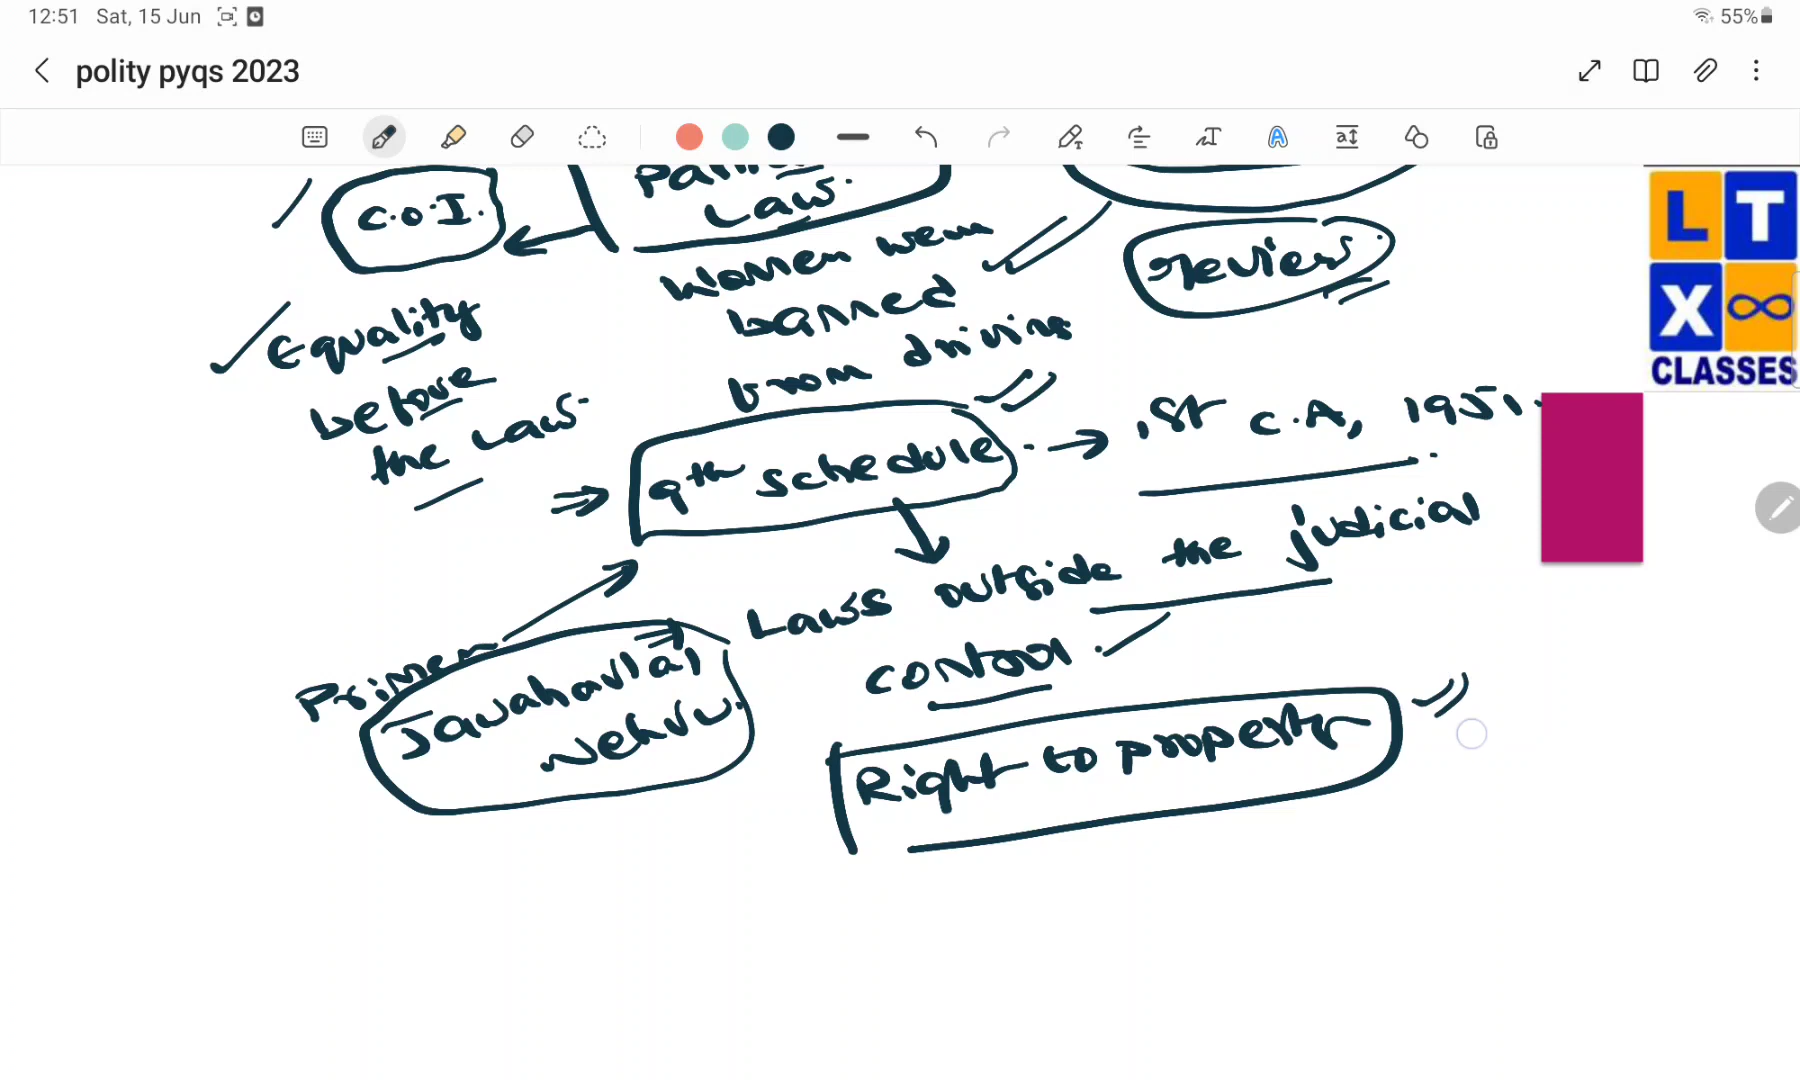 12:51 Sat, 15 Jun
55%
polity pyqs 2023
C.O.I.
Law.
Women were
banned
from driving
review
Equality
before
the Law
9th schedule
1st C.A, 1951.
Laws outside the judicial
control
Prime
Jawaharlal
Nehru.
Right to property
L T
X ∞
CLASSES